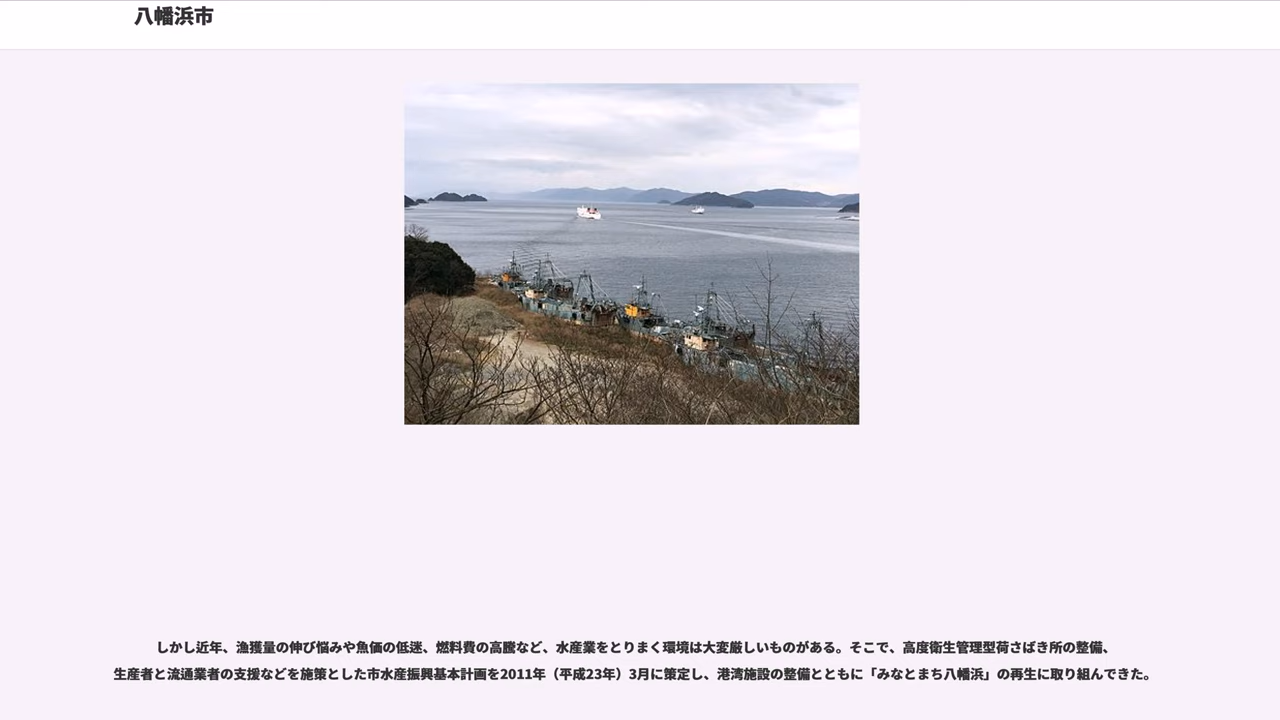 八幡浜市
しかし近年、漁獲量の伸び悩みや魚価の低迷、燃料費の高騰など、水産業をとりまく環境は大変厳しいものがある。そこで、高度衛生管理型荷さばき所の整備、
生産者と流通業者の支援などを施策とした市水産振興基本計画を2011年（平成23年）3月に策定し、港湾施設の整備とともに「みなとまち八幡浜」の再生に取り組んできた。